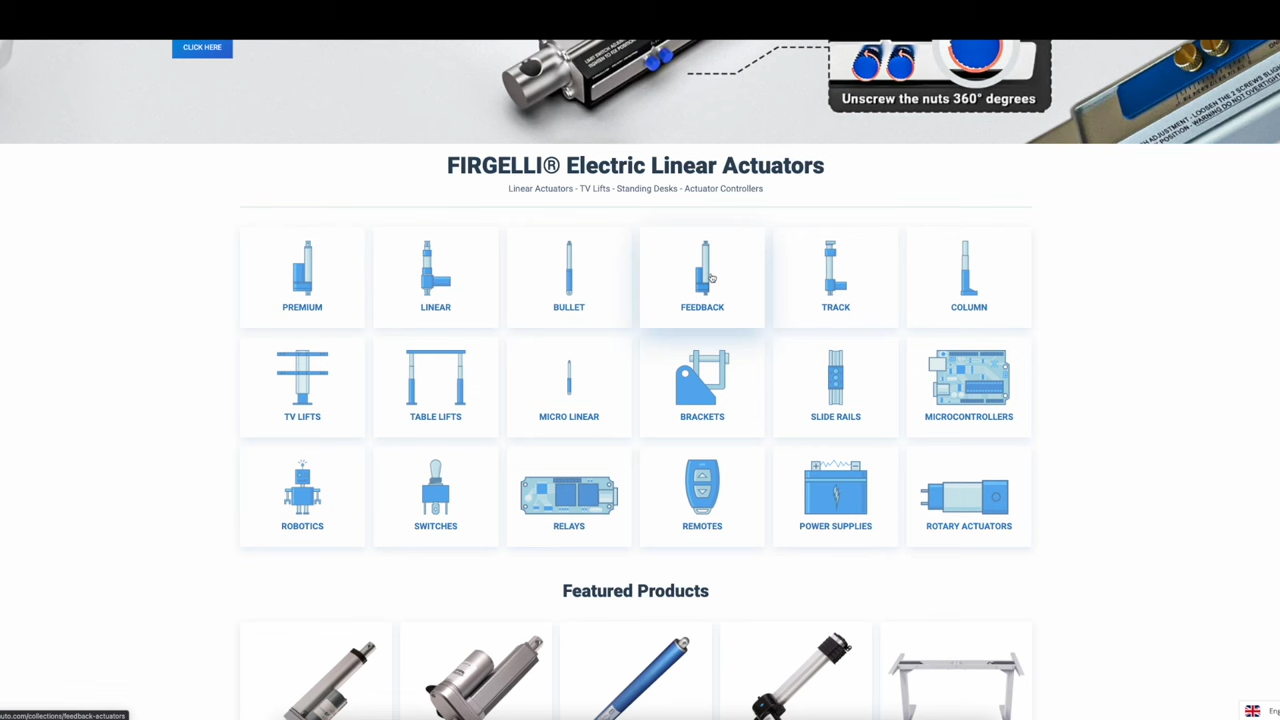 CLICK HERE
Unscrew the nuts 360° degrees
FIRGELLI® Electric Linear Actuators
Linear Actuators - TV Lifts - Standing Desks - Actuator Controllers
PREMIUM
LINEAR
BULLET
FEEDBACK
TRACK
COLUMN
TV LIFTS
TABLE LIFTS
MICRO LINEAR
BRACKETS
SLIDE RAILS
MICROCONTROLLERS
ROBOTICS
SWITCHES
RELAYS
REMOTES
POWER SUPPLIES
ROTARY ACTUATORS
Featured Products
uto.com/collections/feedback-actuators